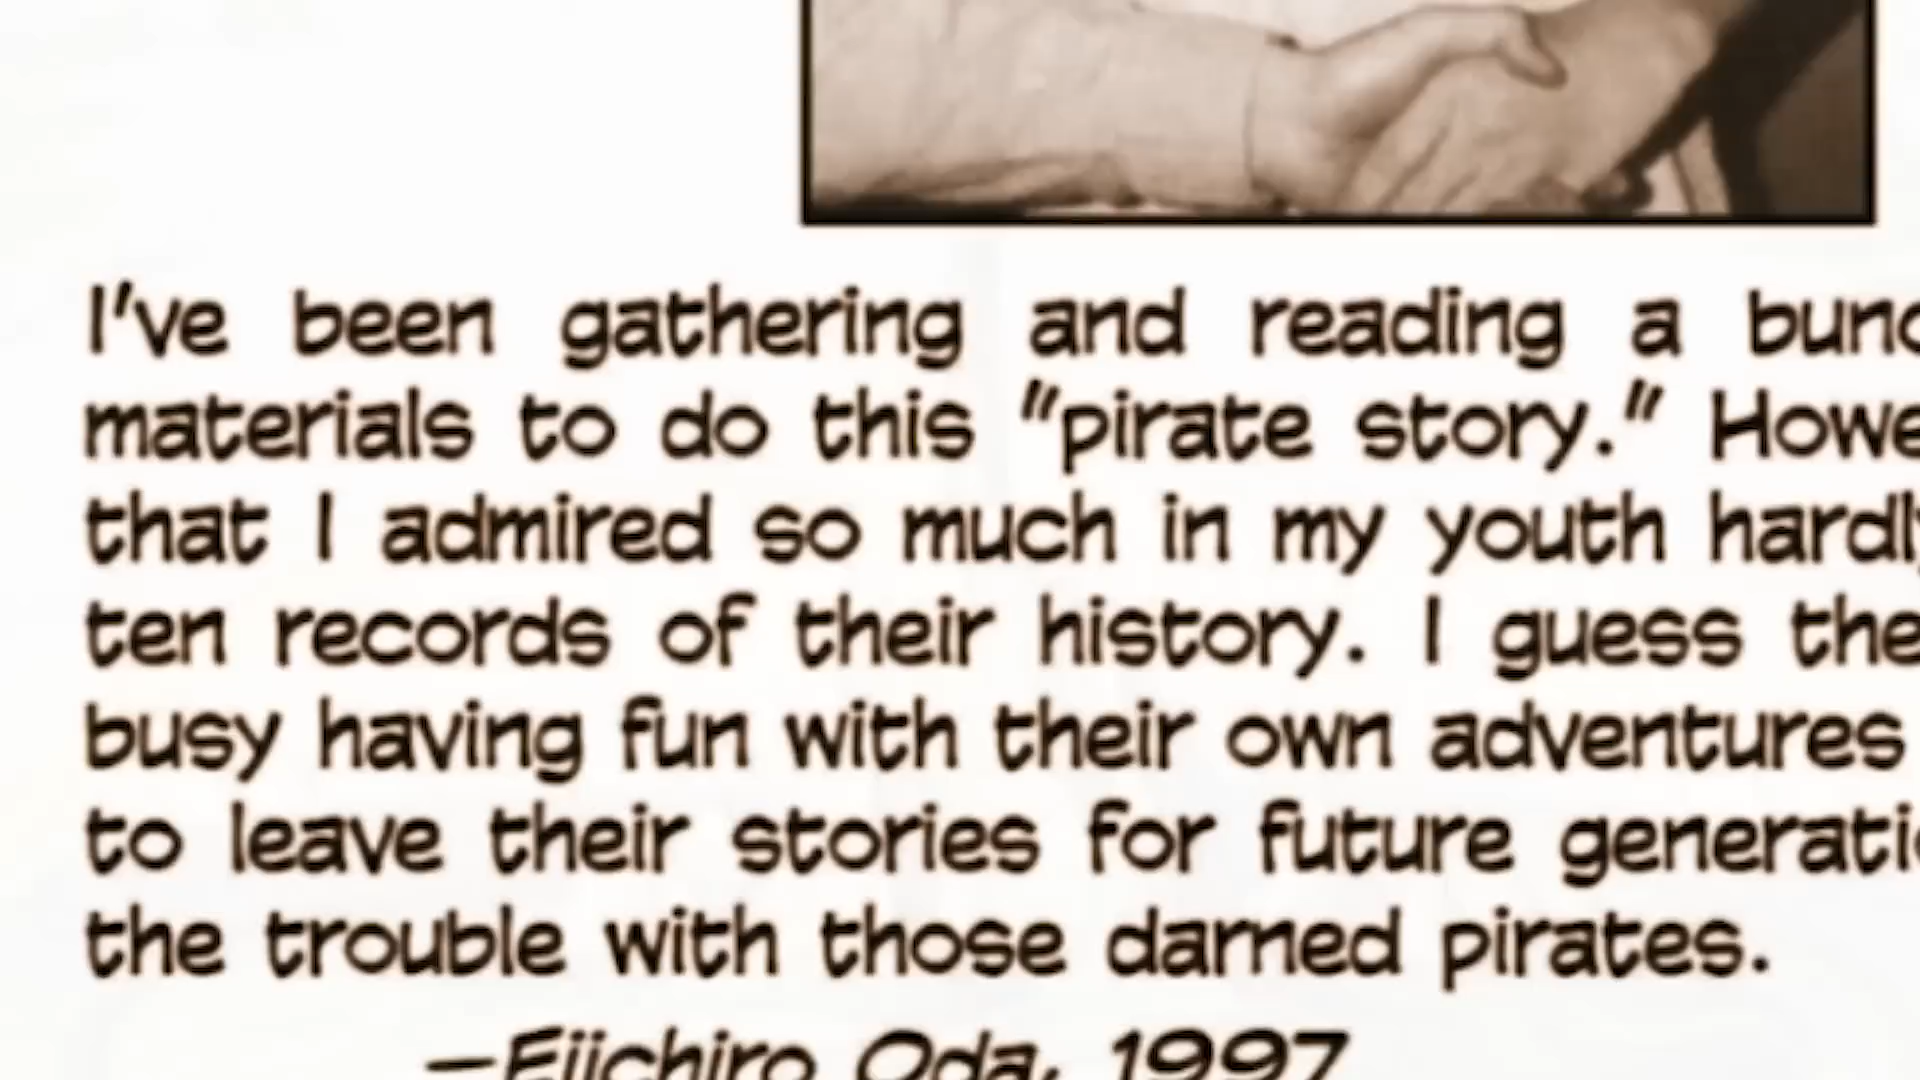 I've been gathering and reading a bunc
materials to do this "pirate story." Howe
that I admired so much in my youth hardly
ten records of their history. I guess the
busy having fun with their own adventures
to leave their stories for future generati
the trouble with those darned pirates.
—Eiichiro Oda, 1997